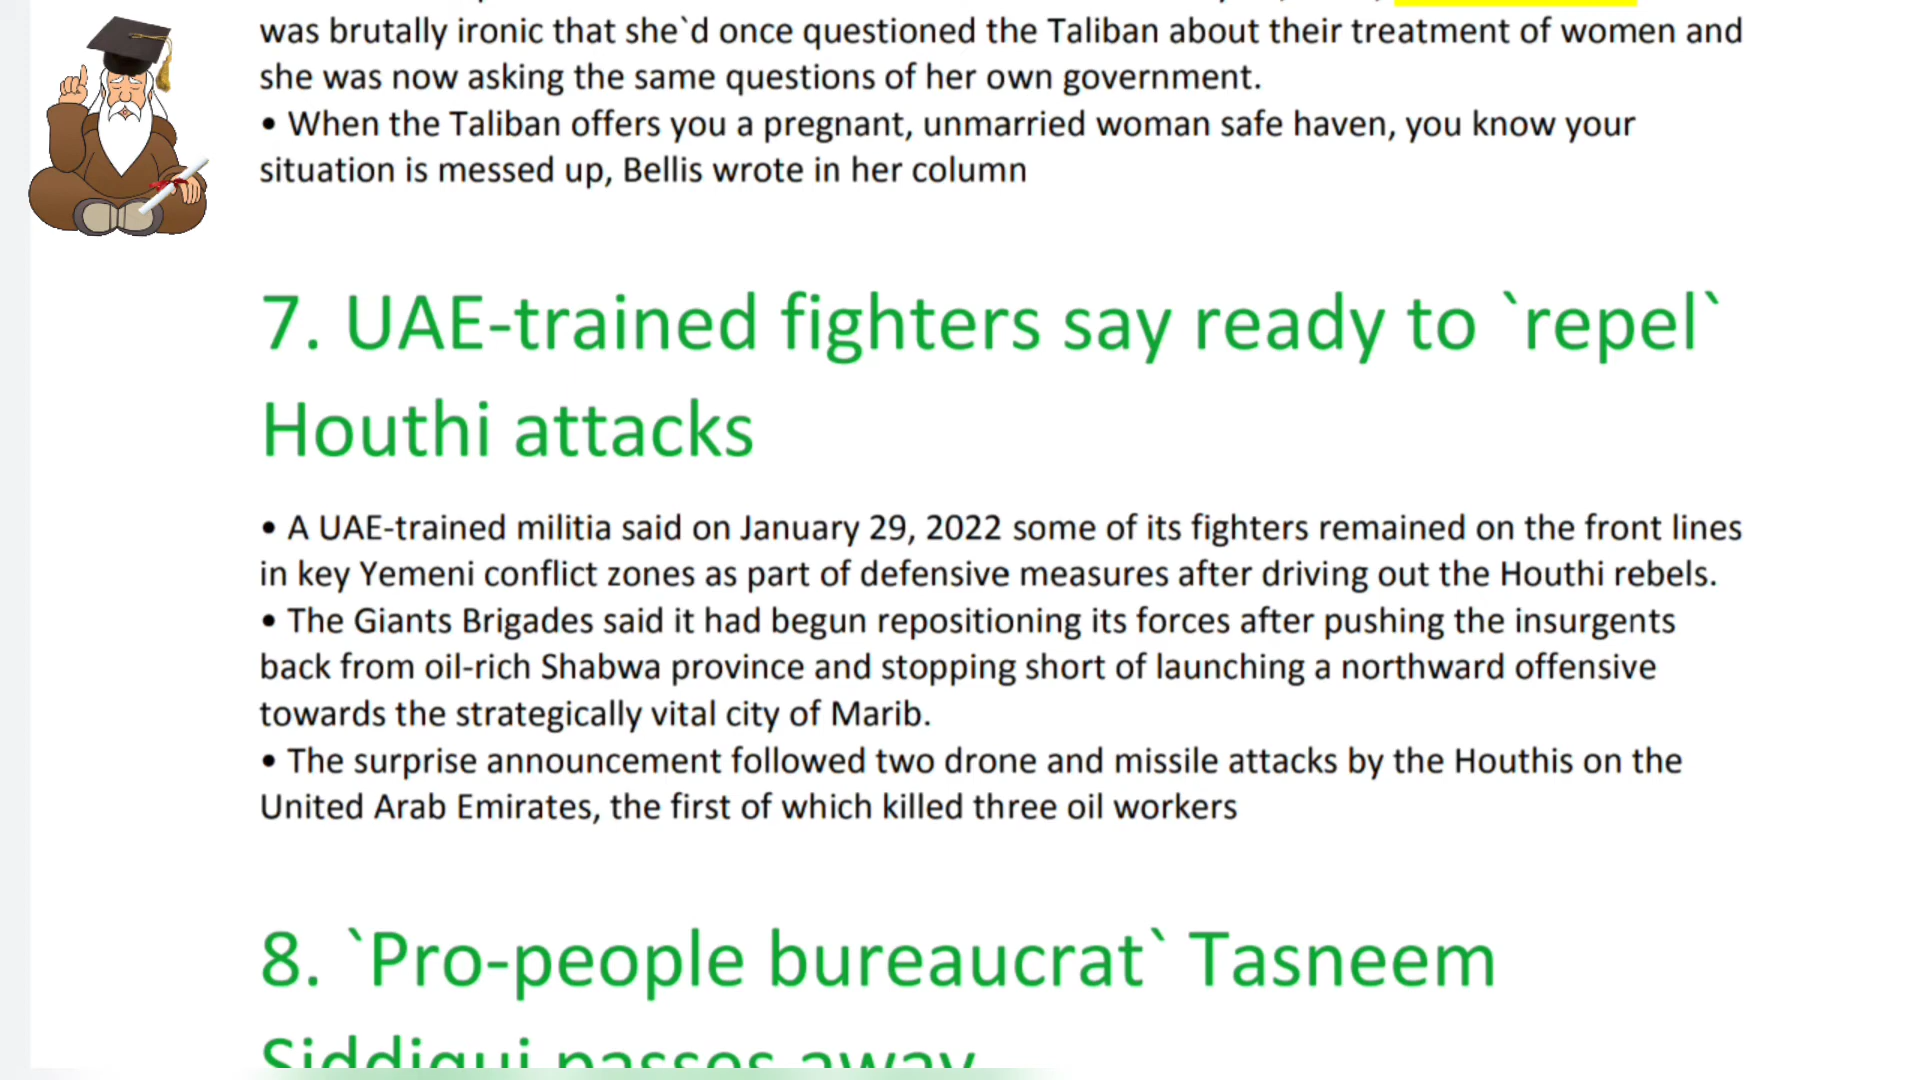 was brutally ironic that she`d once questioned the Taliban about their treatment of women and
she was now asking the same questions of her own government.
• When the Taliban offers you a pregnant, unmarried woman safe haven, you know your
situation is messed up, Bellis wrote in her column
7. UAE-trained fighters say ready to `repel`
Houthi attacks
• A UAE-trained militia said on January 29, 2022 some of its fighters remained on the front lines
in key Yemeni conflict zones as part of defensive measures after driving out the Houthi rebels.
• The Giants Brigades said it had begun repositioning its forces after pushing the insurgents
back from oil-rich Shabwa province and stopping short of launching a northward offensive
towards the strategically vital city of Marib.
• The surprise announcement followed two drone and missile attacks by the Houthis on the
United Arab Emirates, the first of which killed three oil workers
8. `Pro-people bureaucrat` Tasneem
Siddiqui passes away